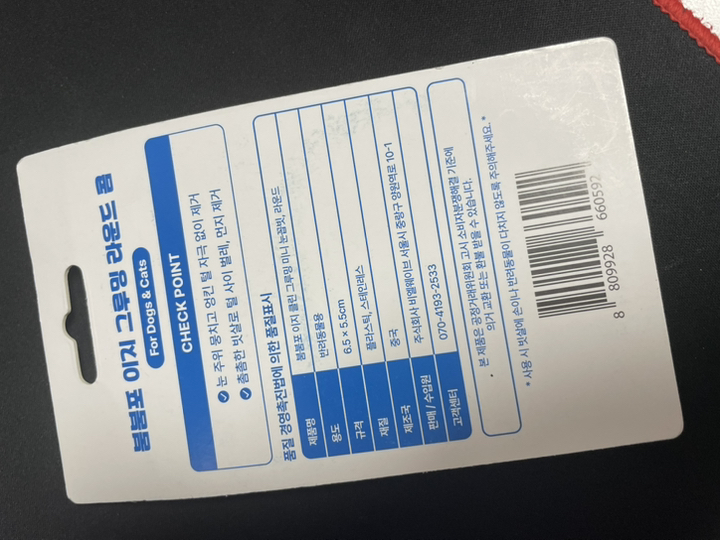 붐붐포 이지 그루밍 라운드 콤
For Dogs & Cats
CHECK POINT
눈 주위 뭉치고 엉킨 털 자극 없이 제거
촘촘한 빗살로 털 사이 벌레, 먼지 제거
품질 경영촉진법에 의한 품질표시
제품명 붐붐포 이지 클린 그루밍 미니 눈꼽빗, 라운드
용도 반려동물용
규격 6.5 × 5.5cm
재질 플라스틱, 스테인레스
제조국 중국
판매 / 수입원 주식회사 비엘웨이브 서울시 중랑구 양원역로 10-1
고객센터 070-4193-2533
• 본 제품은 공정거래위원회 고시 소비자분쟁해결 기준에
의거 교환 또는 환불 받을 수 있습니다.
* 사용 시 빗살에 손이나 반려동물이 다치지 않도록 주의해주세요. *
8 809928 660592